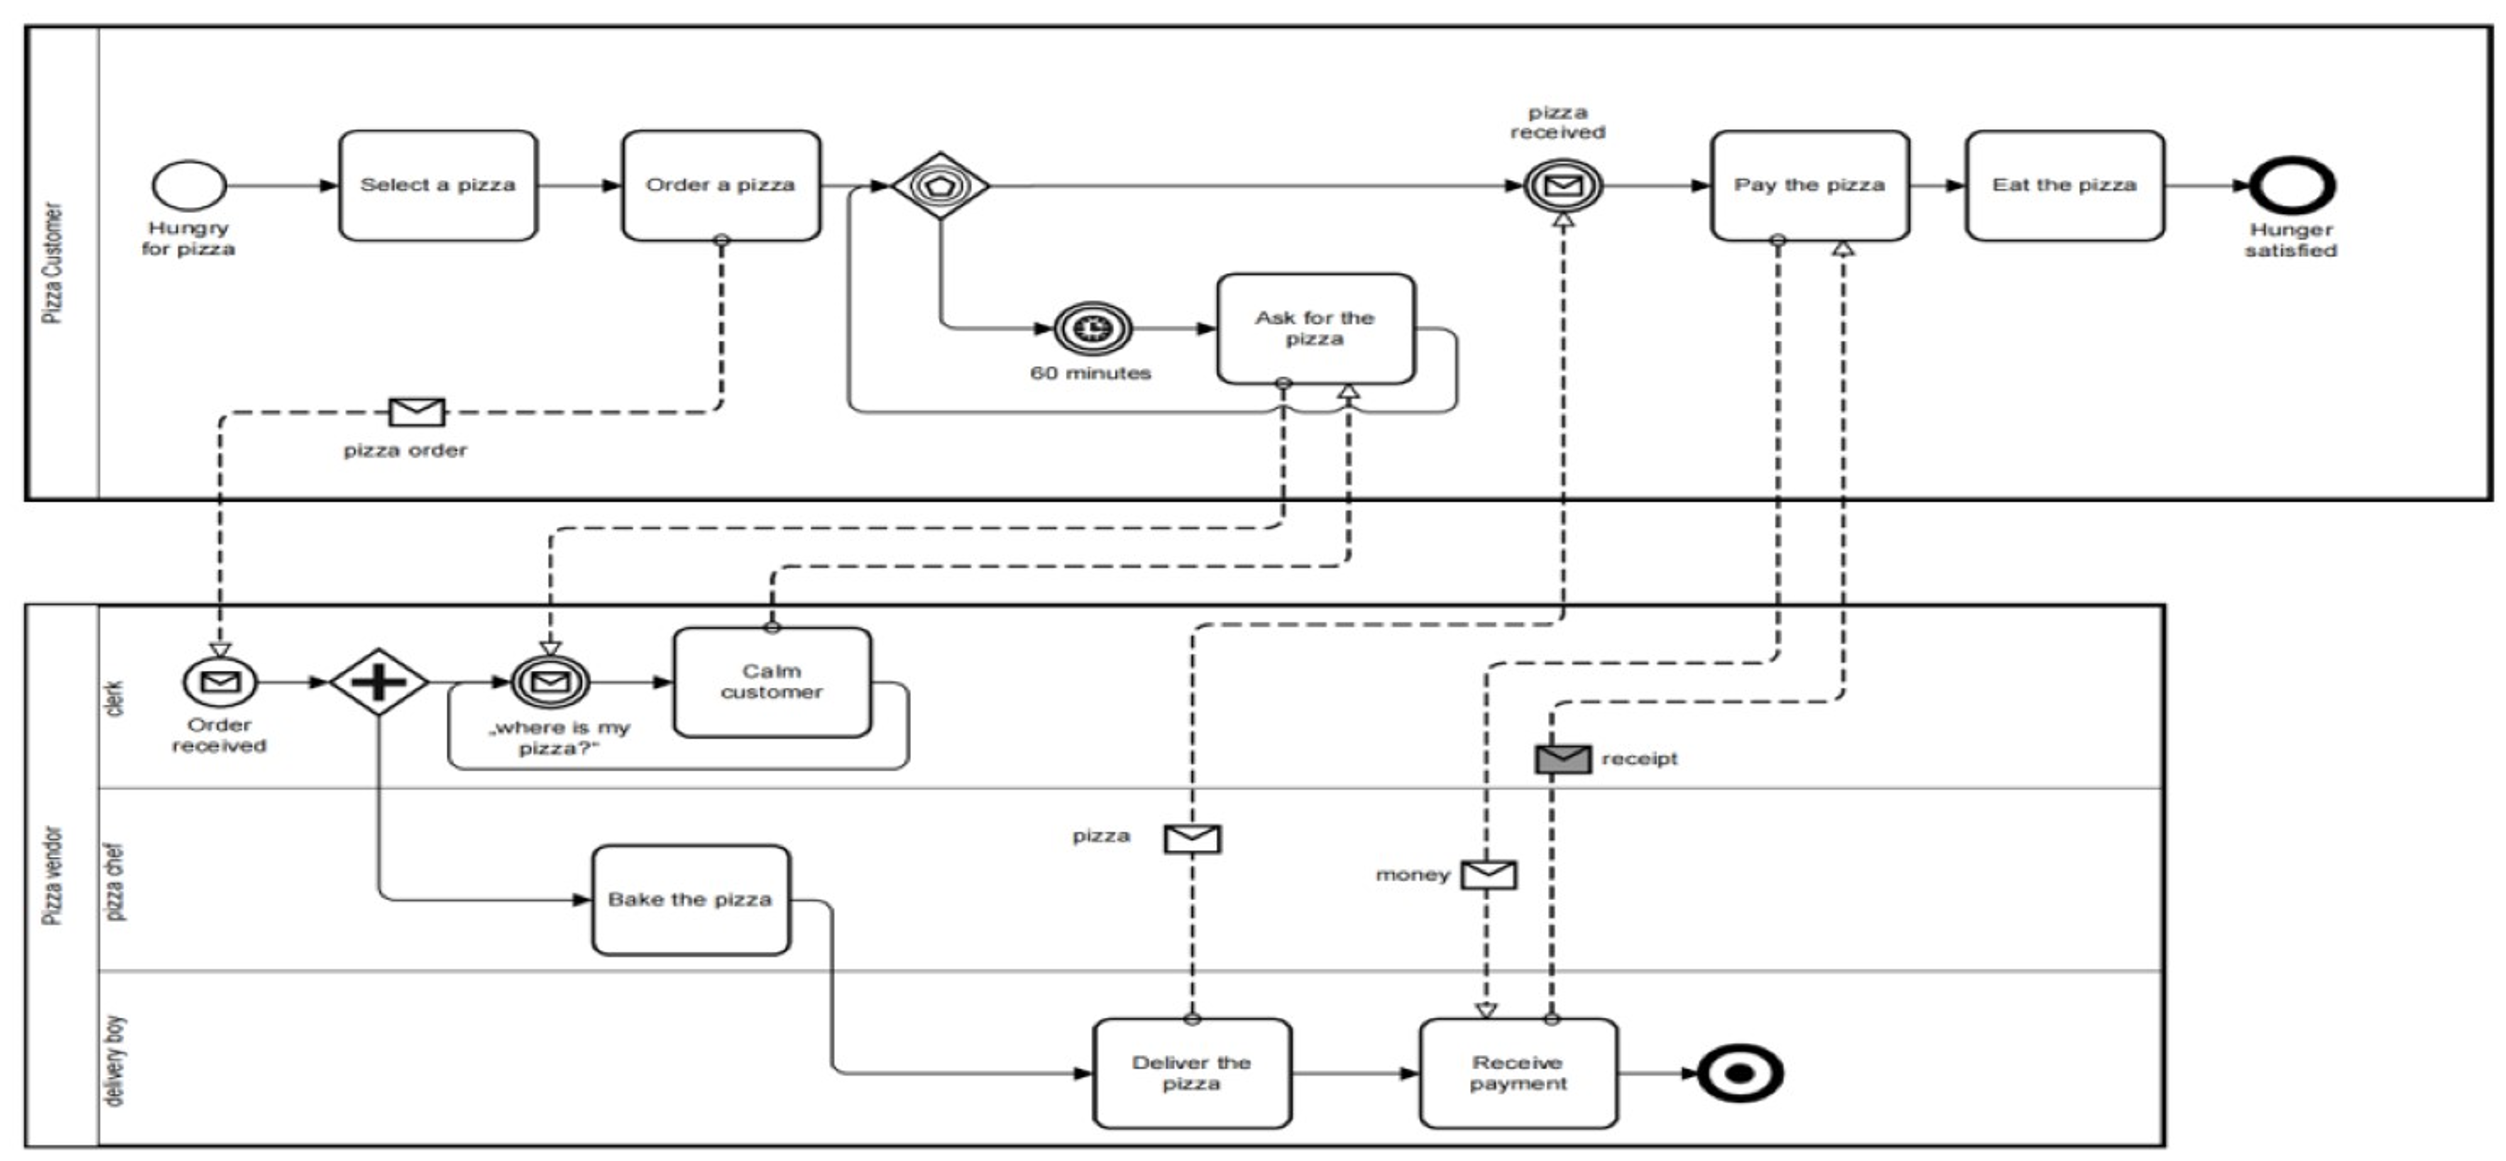 Pizza Customer
pizza
received
Select a pizza
Order a pizza
Pay the pizza
Eat the pizza
Hungry
for pizza
Hunger
satisfied
Ask for the
pizza
60 minutes
pizza order
Pizza vendor
clerk
Calm
customer
Order
received
„where is my
pizza?“
receipt
pizza chef
pizza
money
Bake the pizza
delivery boy
Deliver the
pizza
Receive
payment